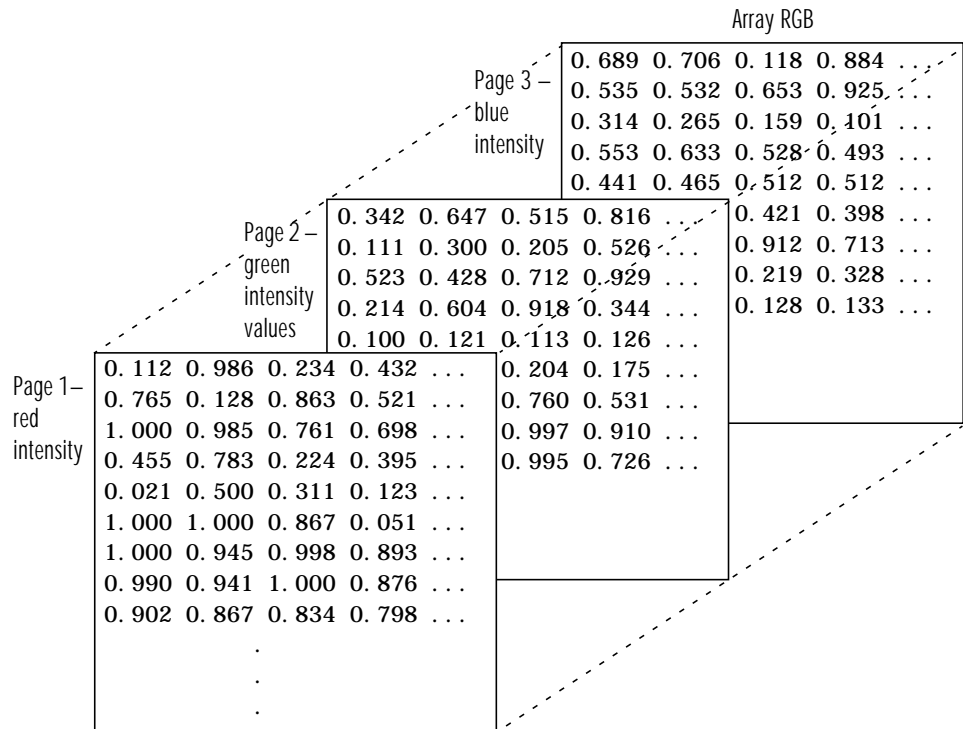 Array RGB
Page 3 –
blue
intensity
0. 689 0. 706 0. 118 0. 884 ...
0. 535 0. 532 0. 653 0. 925 ...
0. 314 0. 265 0. 159 0. 101 ...
0. 553 0. 633 0. 528 0. 493 ...
0. 441 0. 465 0. 512 0. 512 ...
0. 421 0. 398 ...
0. 912 0. 713 ...
0. 219 0. 328 ...
0. 128 0. 133 ...
Page 2 –
green
intensity
values
0. 342 0. 647 0. 515 0. 816 ...
0. 111 0. 300 0. 205 0. 526 ...
0. 523 0. 428 0. 712 0. 929 ...
0. 214 0. 604 0. 918 0. 344 ...
0. 100 0. 121 0. 113 0. 126 ...
0. 204 0. 175 ...
0. 760 0. 531 ...
0. 997 0. 910 ...
0. 995 0. 726 ...
Page 1 –
red
intensity
0. 112 0. 986 0. 234 0. 432 ...
0. 765 0. 128 0. 863 0. 521 ...
1. 000 0. 985 0. 761 0. 698 ...
0. 455 0. 783 0. 224 0. 395 ...
0. 021 0. 500 0. 311 0. 123 ...
1. 000 1. 000 0. 867 0. 051 ...
1. 000 0. 945 0. 998 0. 893 ...
0. 990 0. 941 1. 000 0. 876 ...
0. 902 0. 867 0. 834 0. 798 ...
.
.
.